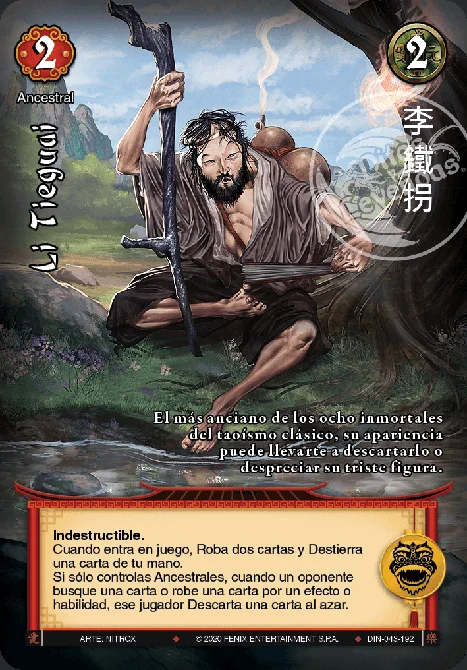 2
2
Ancestral
Li Tieguai
李鐵拐
El más anciano de los ocho inmortales
del taoísmo clásico, su apariencia
puede llevarte a descartarlo o
despreciar su triste figura.
Indestructible.
Cuando entra en juego, Roba dos cartas y Destierra
una carta de tu mano.
Si sólo controlas Ancestrales, cuando un oponente
busque una carta o robe una carta por un efecto o
habilidad, ese jugador Descarta una carta al azar.
ARTE: NITROX
© 2020 FENIX ENTERTAINMENT S.P.A.
DIN-043-192